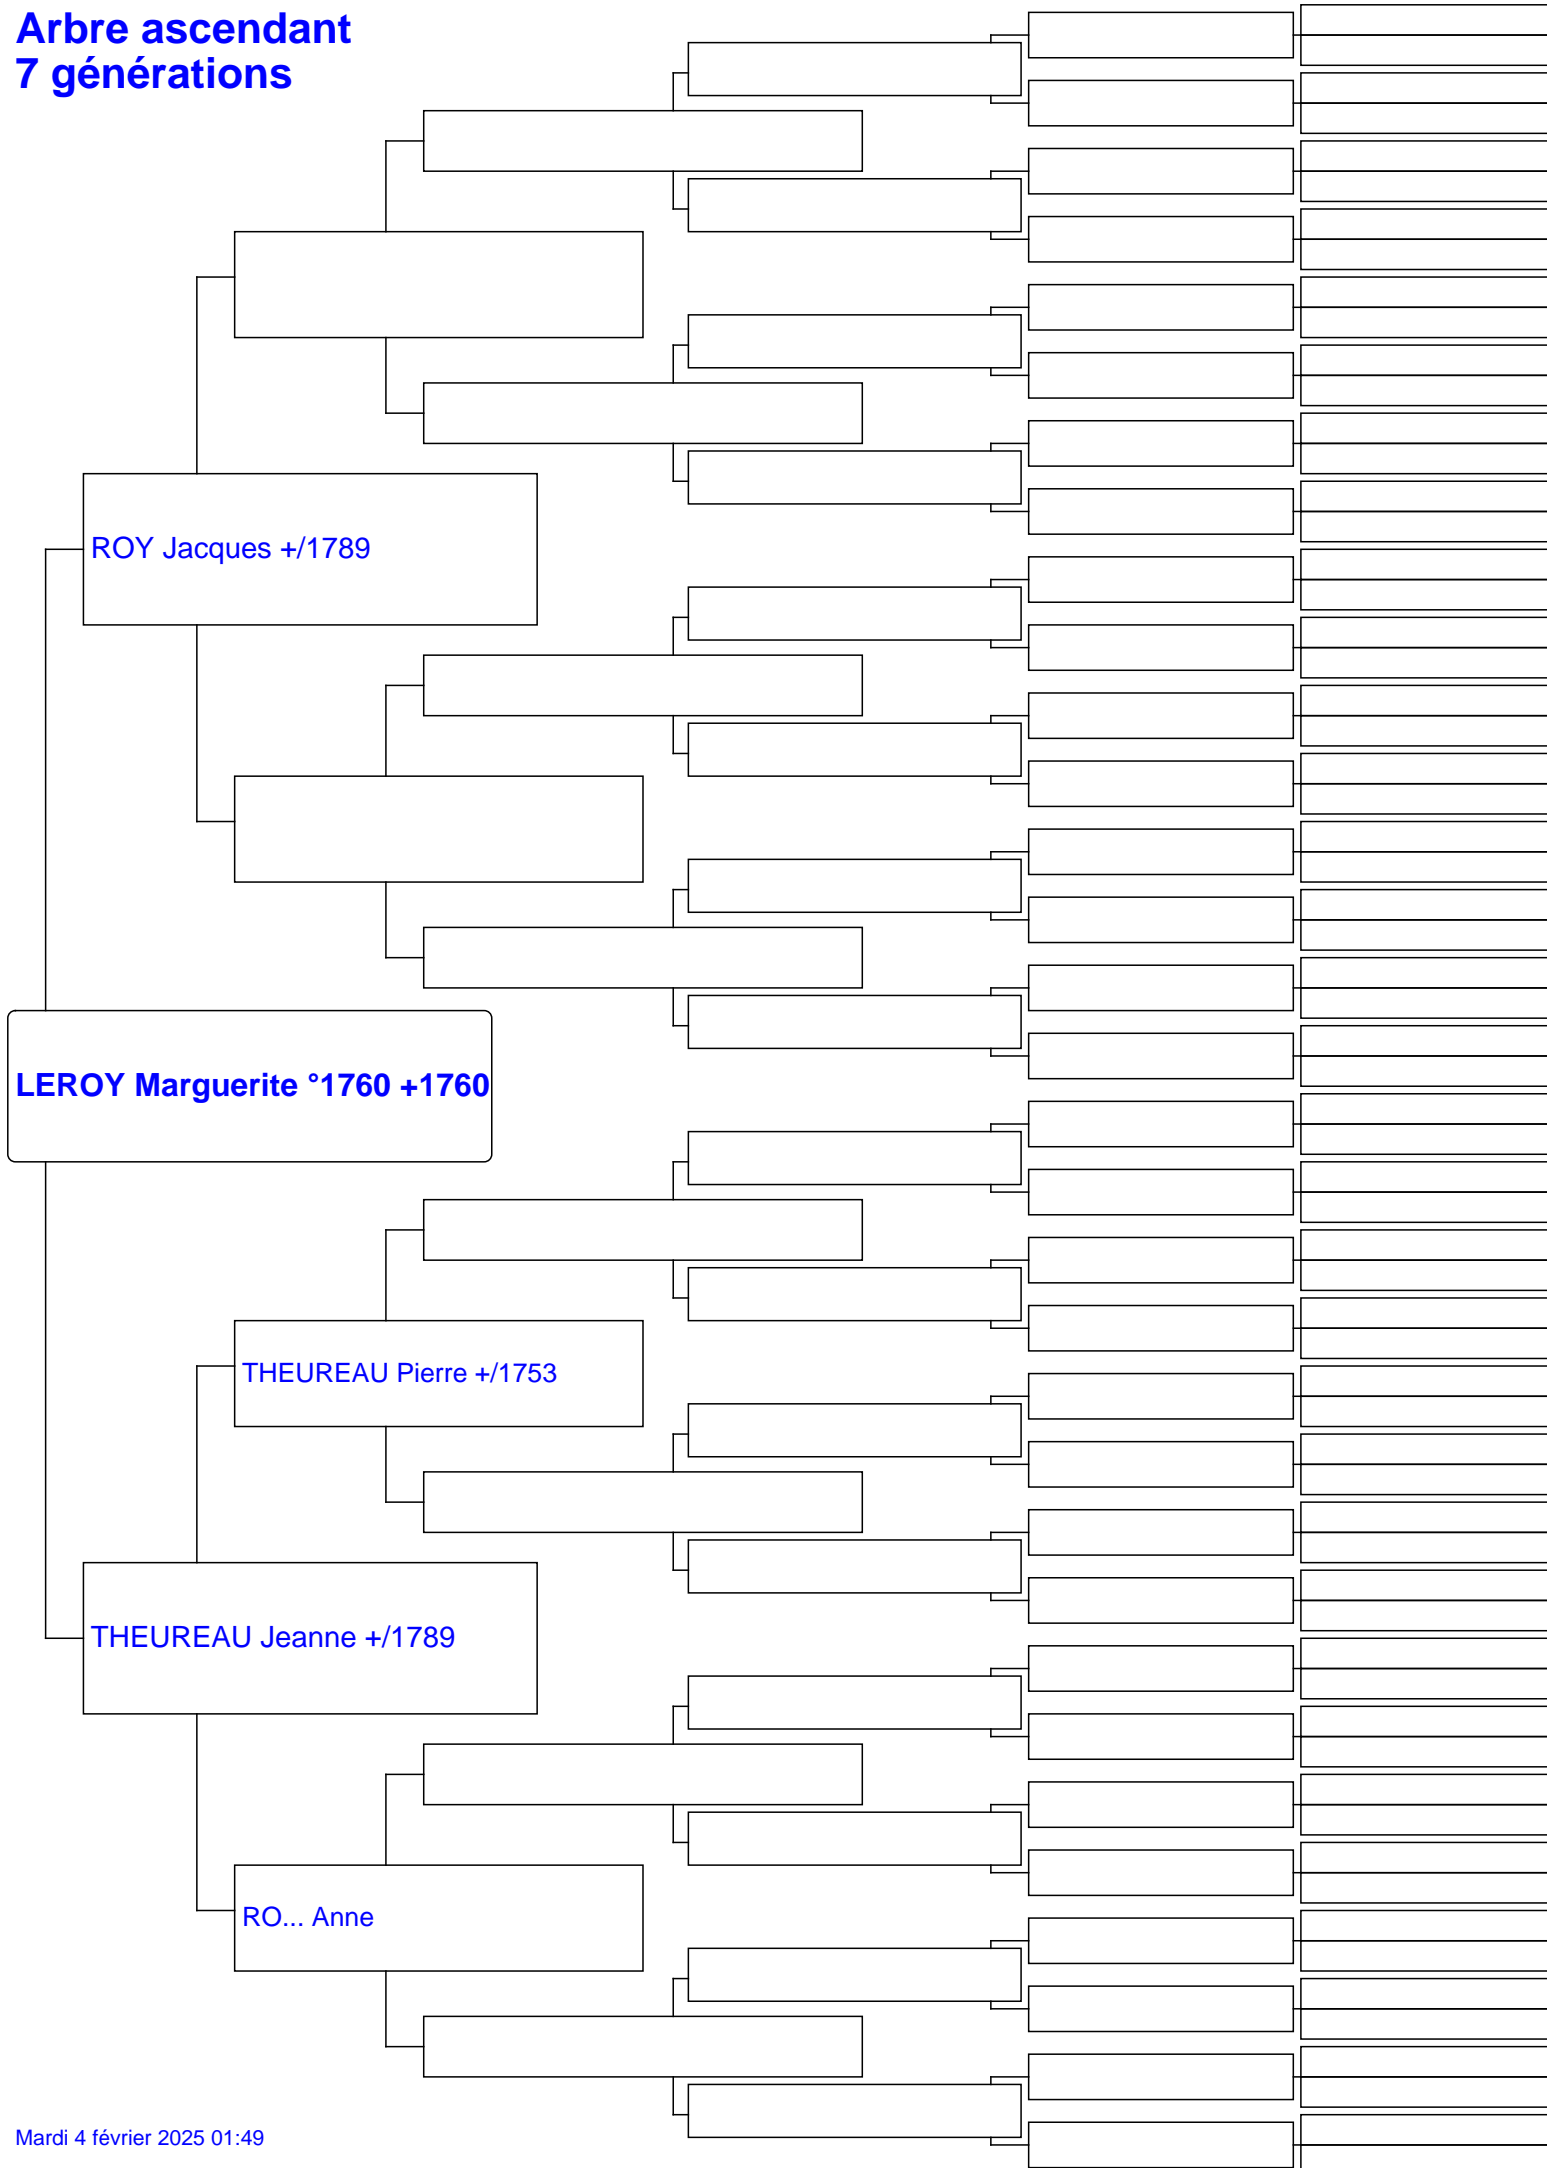 Arbre ascendant
7 générations
ROY Jacques +/1789
LEROY Marguerite °1760 +1760
THEUREAU Pierre +/1753
THEUREAU Jeanne +/1789
RO... Anne
Mardi 4 février 2025 01:49